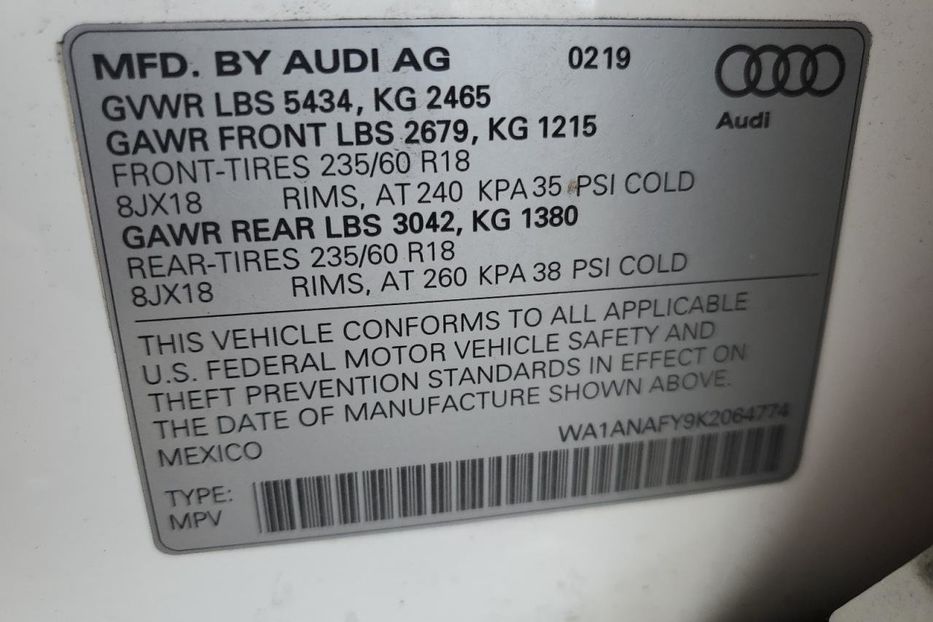 MFD. BY AUDI AG 0219
Audi
GVWR LBS 5434, KG 2465
GAWR FRONT LBS 2679, KG 1215
FRONT-TIRES 235/60 R18
8JX18 RIMS, AT 240 KPA 35 PSI COLD
GAWR REAR LBS 3042, KG 1380
REAR-TIRES 235/60 R18
8JX18 RIMS, AT 260 KPA 38 PSI COLD
THIS VEHICLE CONFORMS TO ALL APPLICABLE
U.S. FEDERAL MOTOR VEHICLE SAFETY AND
THEFT PREVENTION STANDARDS IN EFFECT ON
THE DATE OF MANUFACTURE SHOWN ABOVE.
MEXICO WA1ANAFY9K2064774
TYPE:
MPV